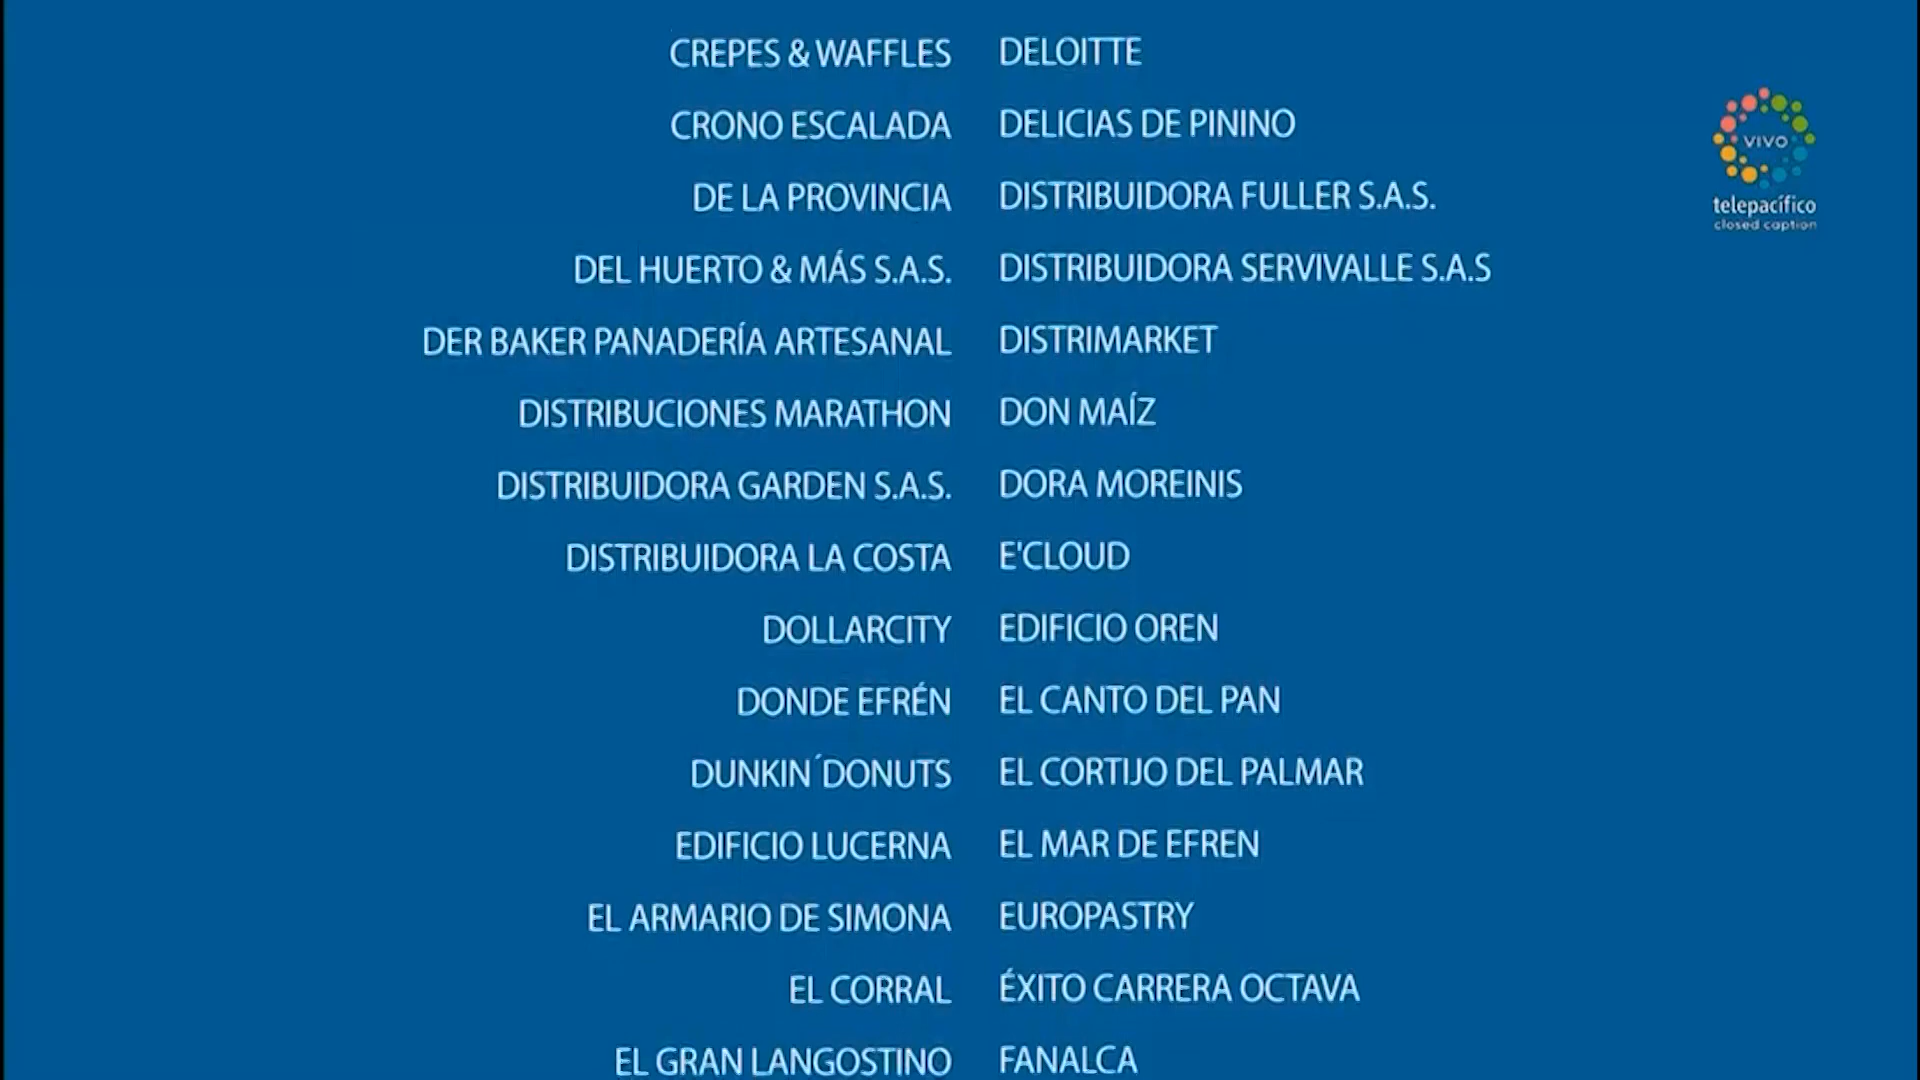 CREPES & WAFFLES DELOITTE
CRONO ESCALADA DELICIAS DE PININO
DE LA PROVINCIA DISTRIBUIDORA FULLER S.A.S.
DEL HUERTO & MÁS S.A.S. DISTRIBUIDORA SERVIVALLE S.A.S
DER BAKER PANADERÍA ARTESANAL DISTRIMARKET
DISTRIBUCIONES MARATHON DON MAÍZ
DISTRIBUIDORA GARDEN S.A.S. DORA MOREINIS
DISTRIBUIDORA LA COSTA E'CLOUD
DOLLARCITY EDIFICIO OREN
DONDE EFRÉN EL CANTO DEL PAN
DUNKIN´DONUTS EL CORTIJO DEL PALMAR
EDIFICIO LUCERNA EL MAR DE EFREN
EL ARMARIO DE SIMONA EUROPASTRY
EL CORRAL ÉXITO CARRERA OCTAVA
EL GRAN LANGOSTINO FANALCA
VIVO
telepacífico
closed caption